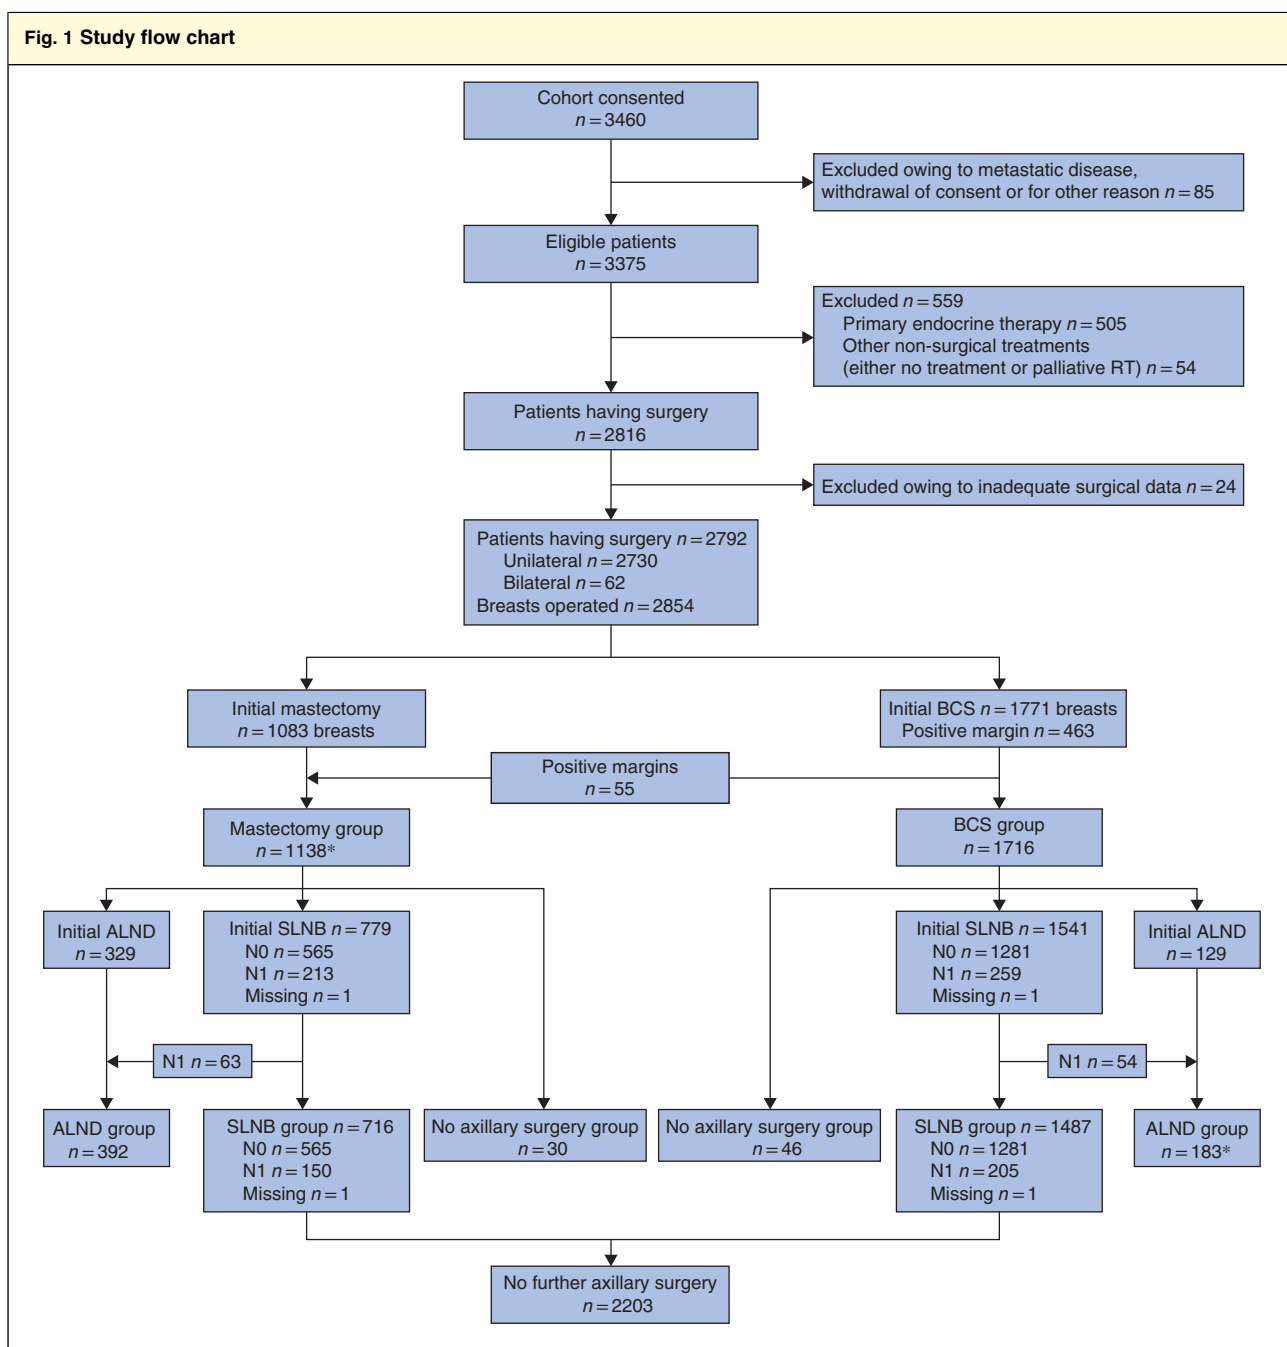 Fig. 1 Study flow chart
Cohort consented
n = 3460
Excluded owing to metastatic disease,
withdrawal of consent or for other reason n = 85
Eligible patients
n = 3375
Excluded n = 559
Primary endocrine therapy n = 505
Other non-surgical treatments
(either no treatment or palliative RT) n = 54
Patients having surgery
n = 2816
Excluded owing to inadequate surgical data n = 24
Patients having surgery n = 2792
Unilateral n = 2730
Bilateral n = 62
Breasts operated n = 2854
Initial mastectomy
n = 1083 breasts
Initial BCS n = 1771 breasts
Positive margin n = 463
Positive margins
n = 55
Mastectomy group
n = 1138*
BCS group
n = 1716
Initial ALND
n = 329
Initial SLNB n = 779
N0 n = 565
N1 n = 213
Missing n = 1
Initial SLNB n = 1541
N0 n = 1281
N1 n = 259
Missing n = 1
Initial ALND
n = 129
N1 n = 63
N1 n = 54
ALND group
n = 392
SLNB group n = 716
N0 n = 565
N1 n = 150
Missing n = 1
No axillary surgery group
n = 30
No axillary surgery group
n = 46
SLNB group n = 1487
N0 n = 1281
N1 n = 205
Missing n = 1
ALND group
n = 183*
No further axillary surgery
n = 2203